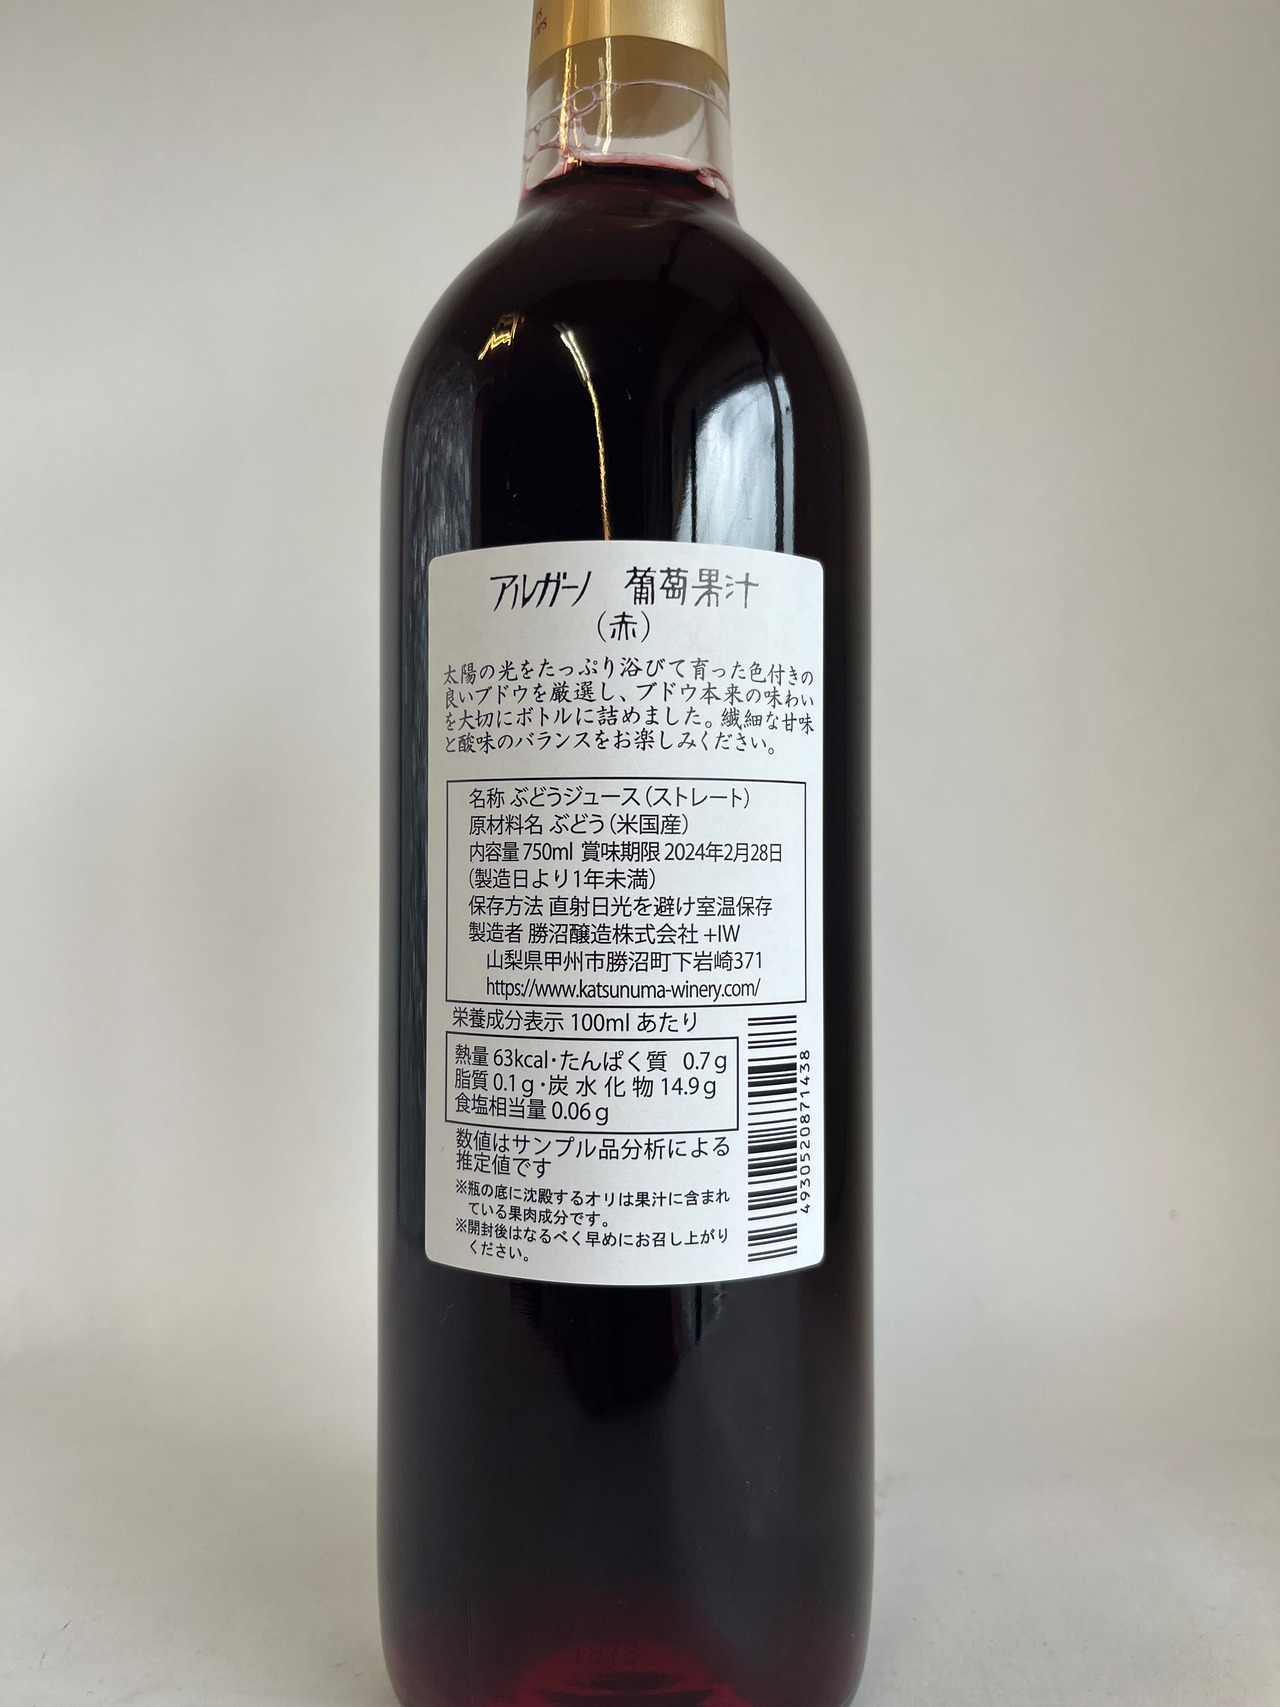 アルガーノ 葡萄果汁
（赤）
太陽の光をたっぷり浴びて育った色付きの
良いブドウを厳選し、ブドウ本来の味わい
を大切にボトルに詰めました。繊細な甘味
と酸味のバランスをお楽しみください。
名称 ぶどうジュース（ストレート）
原材料名 ぶどう（米国産）
内容量 750ml 賞味期限 2024年2月28日
（製造日より1年未満）
保存方法 直射日光を避け室温保存
製造者 勝沼醸造株式会社 +IW
山梨県甲州市勝沼町下岩崎371
https://www.katsunuma-winery.com/
栄養成分表示 100ml あたり
熱量 63kcal・たんぱく質 0.7g
脂質 0.1g・炭水化物 14.9g
食塩相当量 0.06g
数値はサンプル品分析による
推定値です
※瓶の底に沈殿するオリは果汁に含まれ
ている果肉成分です。
※開封後はなるべく早めにお召し上がり
ください。
4930520871438